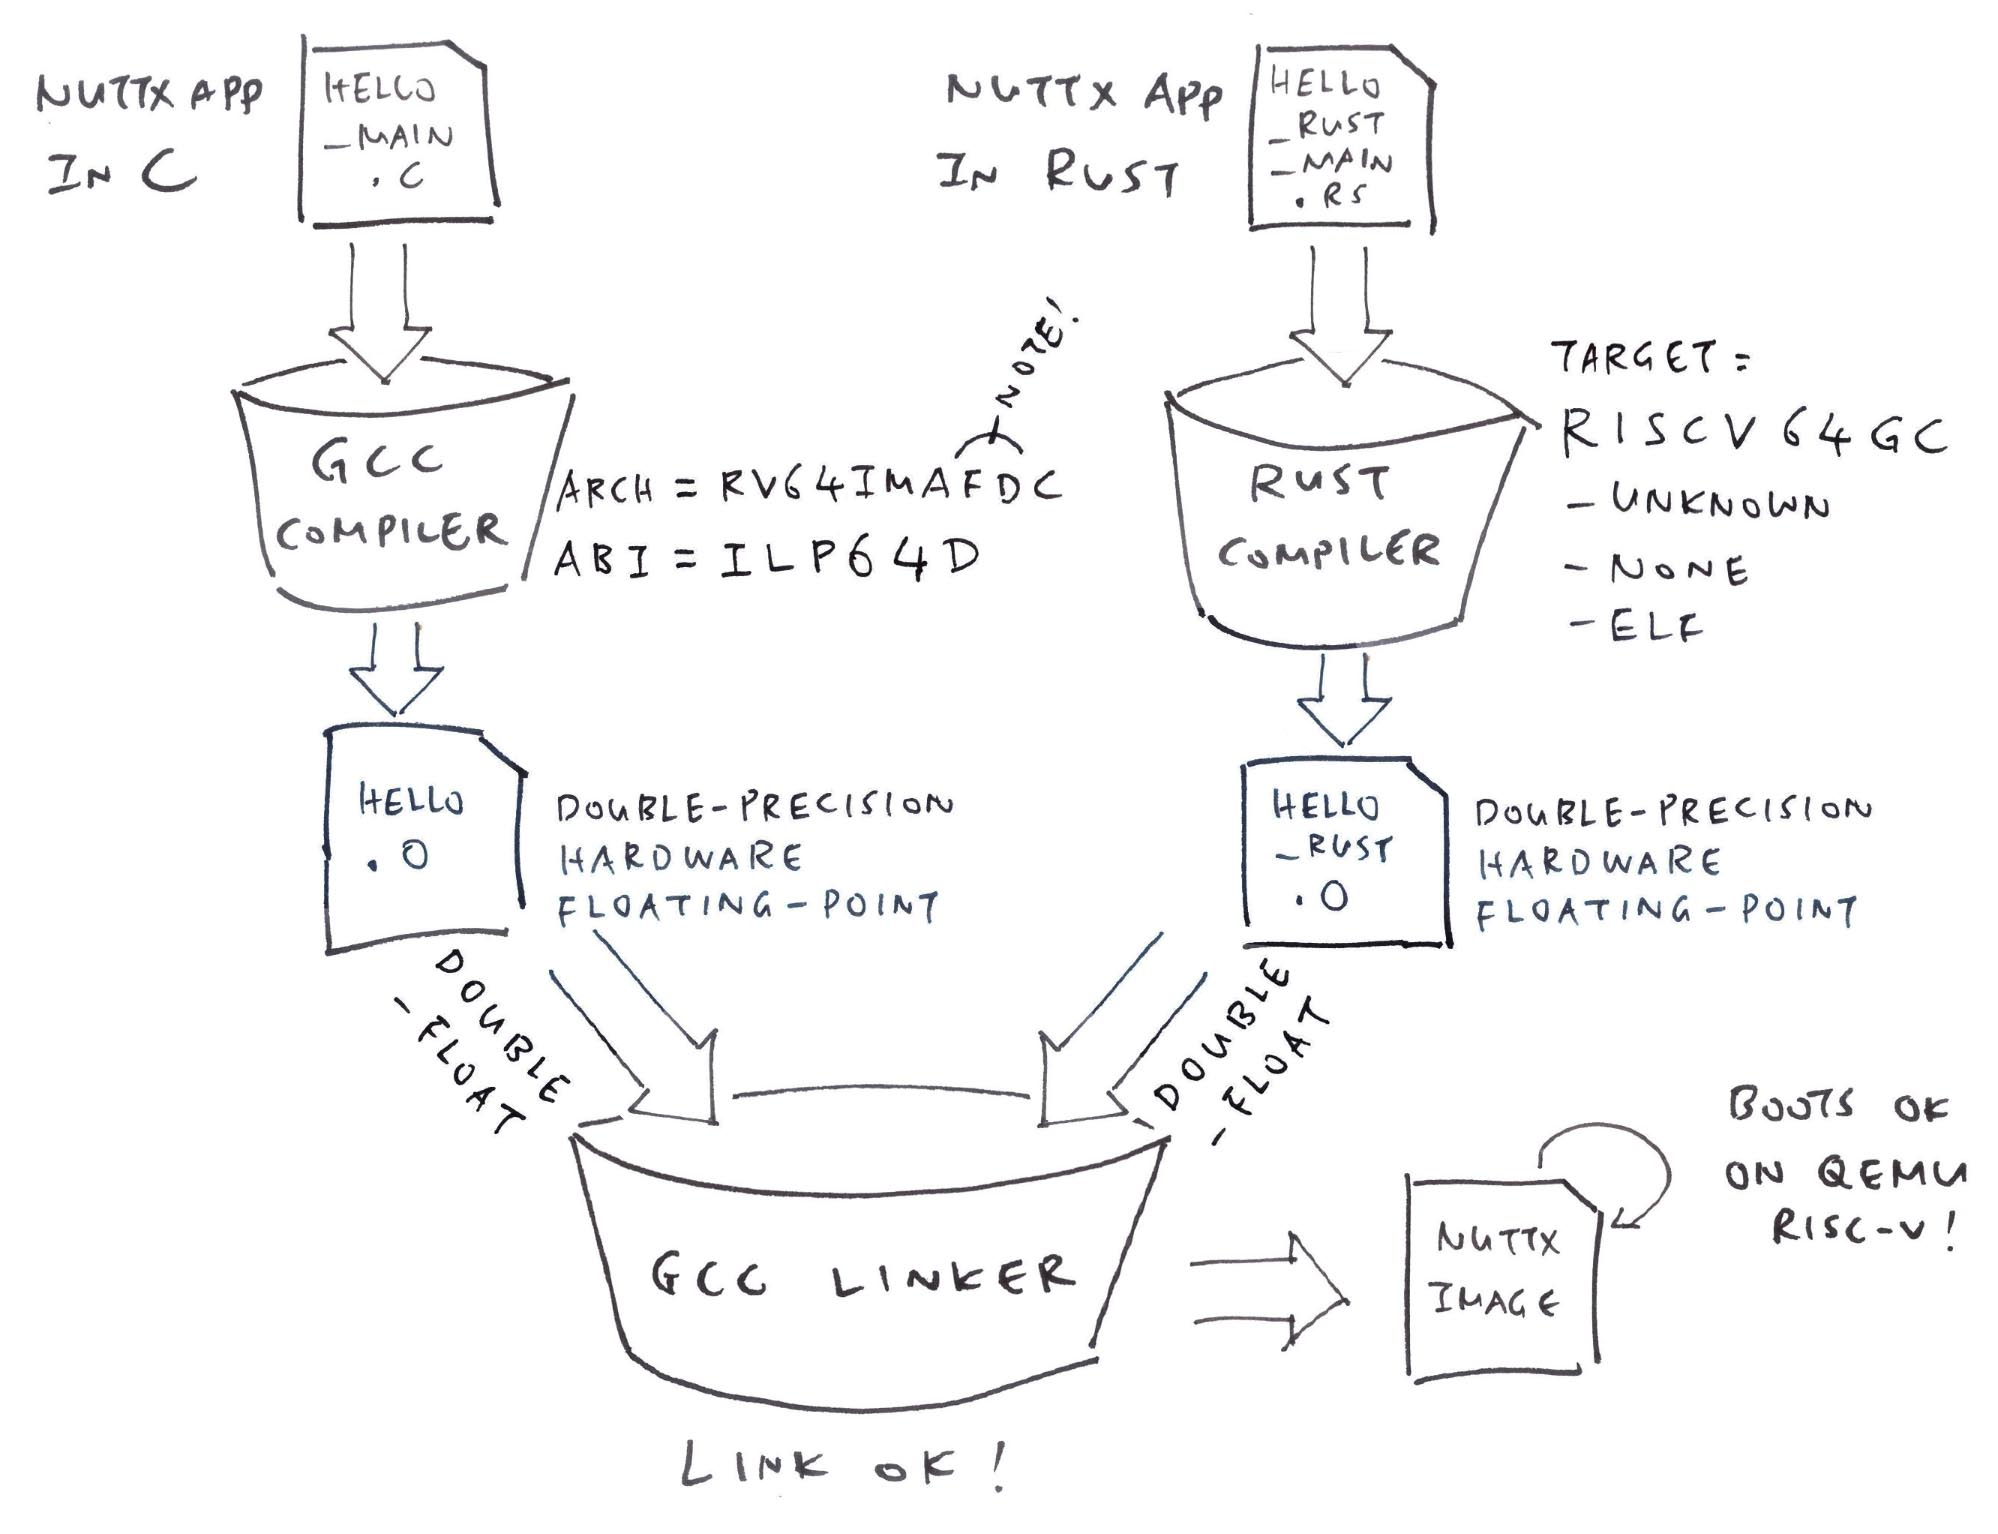 NUTTX APP
IN C
HELLO
_MAIN
.C
NUTTX APP
IN RUST
HELLO
_RUST
_MAIN
.RS
GCC
COMPILER
NOTE!
ARCH = RV64IMAFDC
ABI = ILP64D
RUST
COMPILER
TARGET =
RISCV64GC
- UNKNOWN
- NONE
- ELF
HELLO
.O
DOUBLE-PRECISION
HARDWARE
FLOATING-POINT
HELLO
_RUST
.O
DOUBLE-PRECISION
HARDWARE
FLOATING-POINT
DOUBLE
-FLOAT
DOUBLE
-FLOAT
GCC LINKER
LINK OK!
NUTTX
IMAGE
BOOTS OK
ON QEMU
RISC-V!